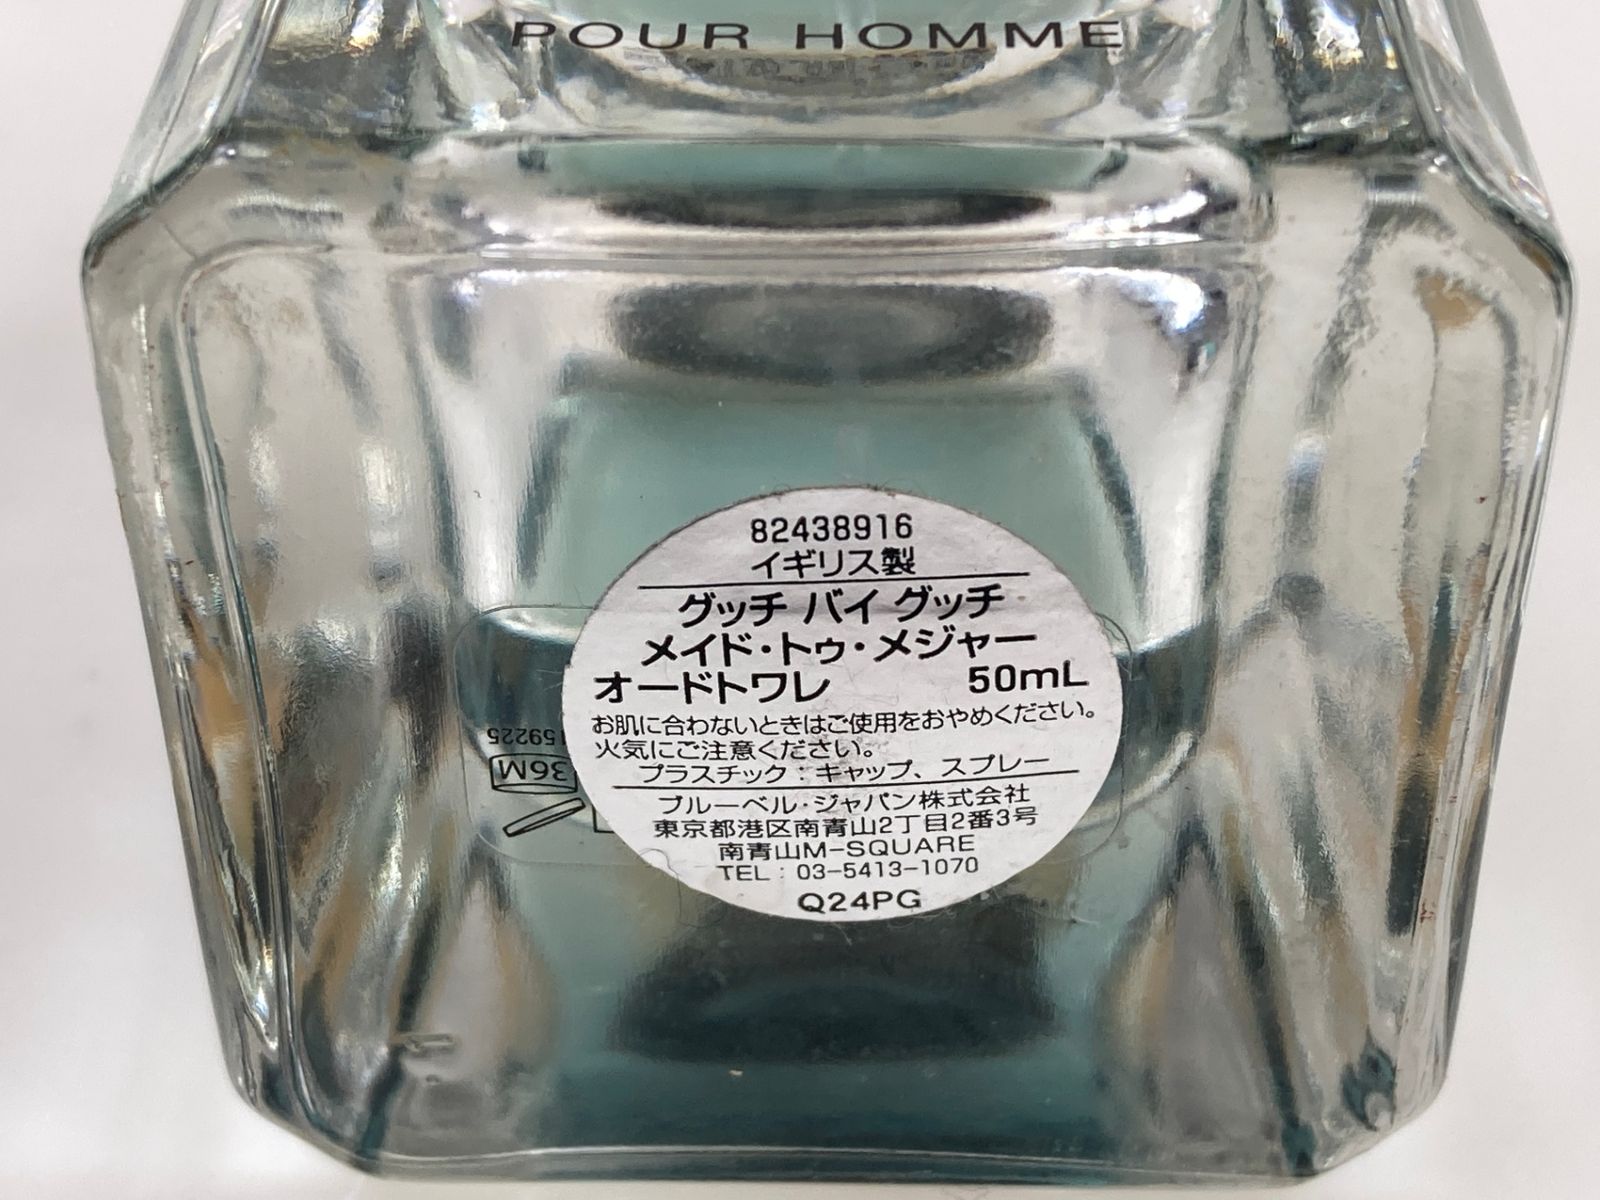 POUR HOMME
82438916
イギリス製
グッチ バイ グッチ
メイド・トゥ・メジャー
オードトワレ 50mL
お肌に合わないときはご使用をおやめください。
火気にご注意ください。
プラスチック：キャップ、スプレー
ブルーベル・ジャパン株式会社
東京都港区南青山2丁目2番3号
南青山M-SQUARE
TEL：03-5413-1070
Q24PG
159225
36M